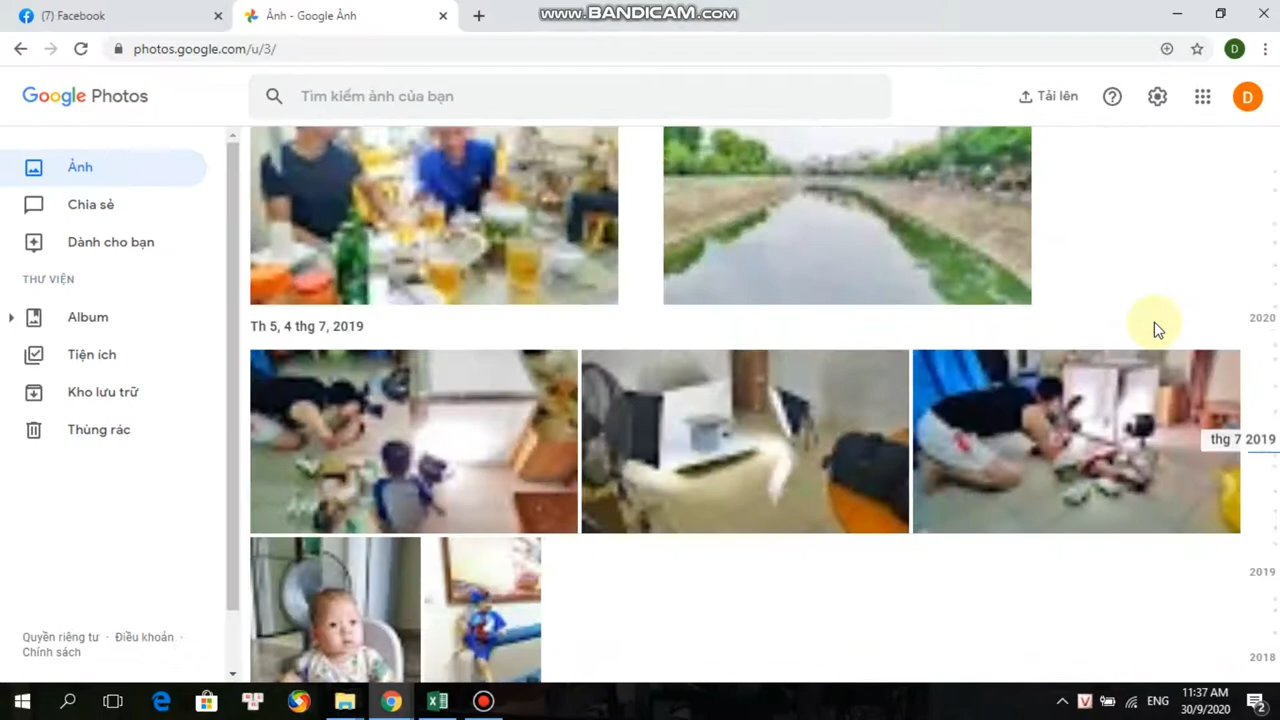 (7) Facebook
Ảnh - Google Ảnh
www.BANDICAM.com
photos.google.com/u/3/
D
Google Photos
Tìm kiếm ảnh của bạn
Tải lên
D
Ảnh
Chia sẻ
Dành cho bạn
THƯ VIỆN
Album
Tiện ích
Kho lưu trữ
Thùng rác
Quyền riêng tư · Điều khoản ·
Chính sách
Th 5, 4 thg 7, 2019
2020
thg 7 2019
2019
2018
ENG
11:37 AM
30/9/2020
2